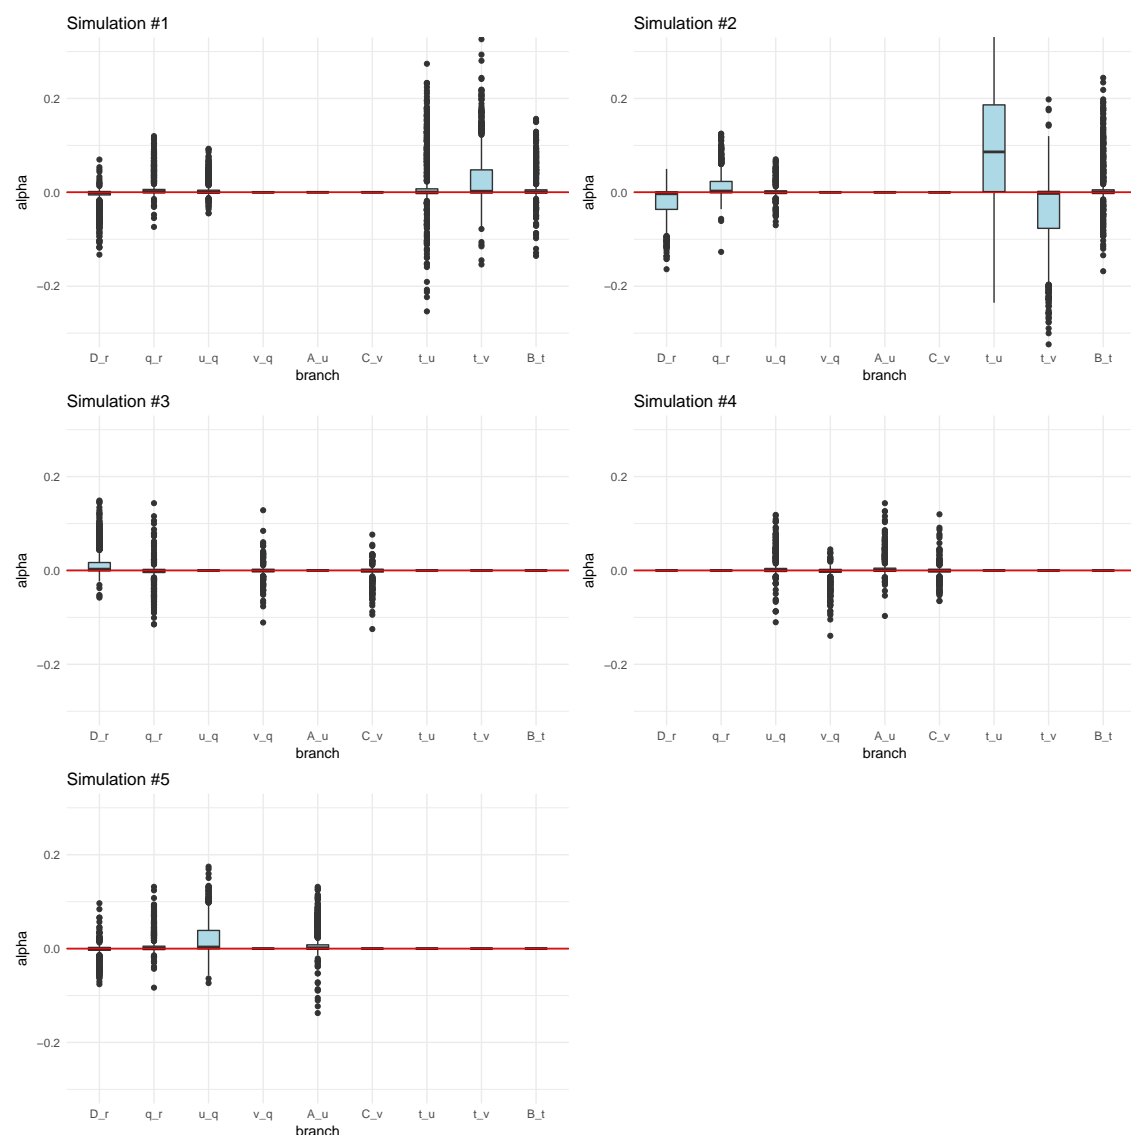 Simulation #1
0.2
0.0
−0.2
alpha
D_r q_r u_q v_q A_u C_v t_u t_v B_t
branch
Simulation #2
0.2
0.0
−0.2
alpha
D_r q_r u_q v_q A_u C_v t_u t_v B_t
branch
Simulation #3
0.2
0.0
−0.2
alpha
D_r q_r u_q v_q A_u C_v t_u t_v B_t
branch
Simulation #4
0.2
0.0
−0.2
alpha
D_r q_r u_q v_q A_u C_v t_u t_v B_t
branch
Simulation #5
0.2
0.0
−0.2
alpha
D_r q_r u_q v_q A_u C_v t_u t_v B_t
branch